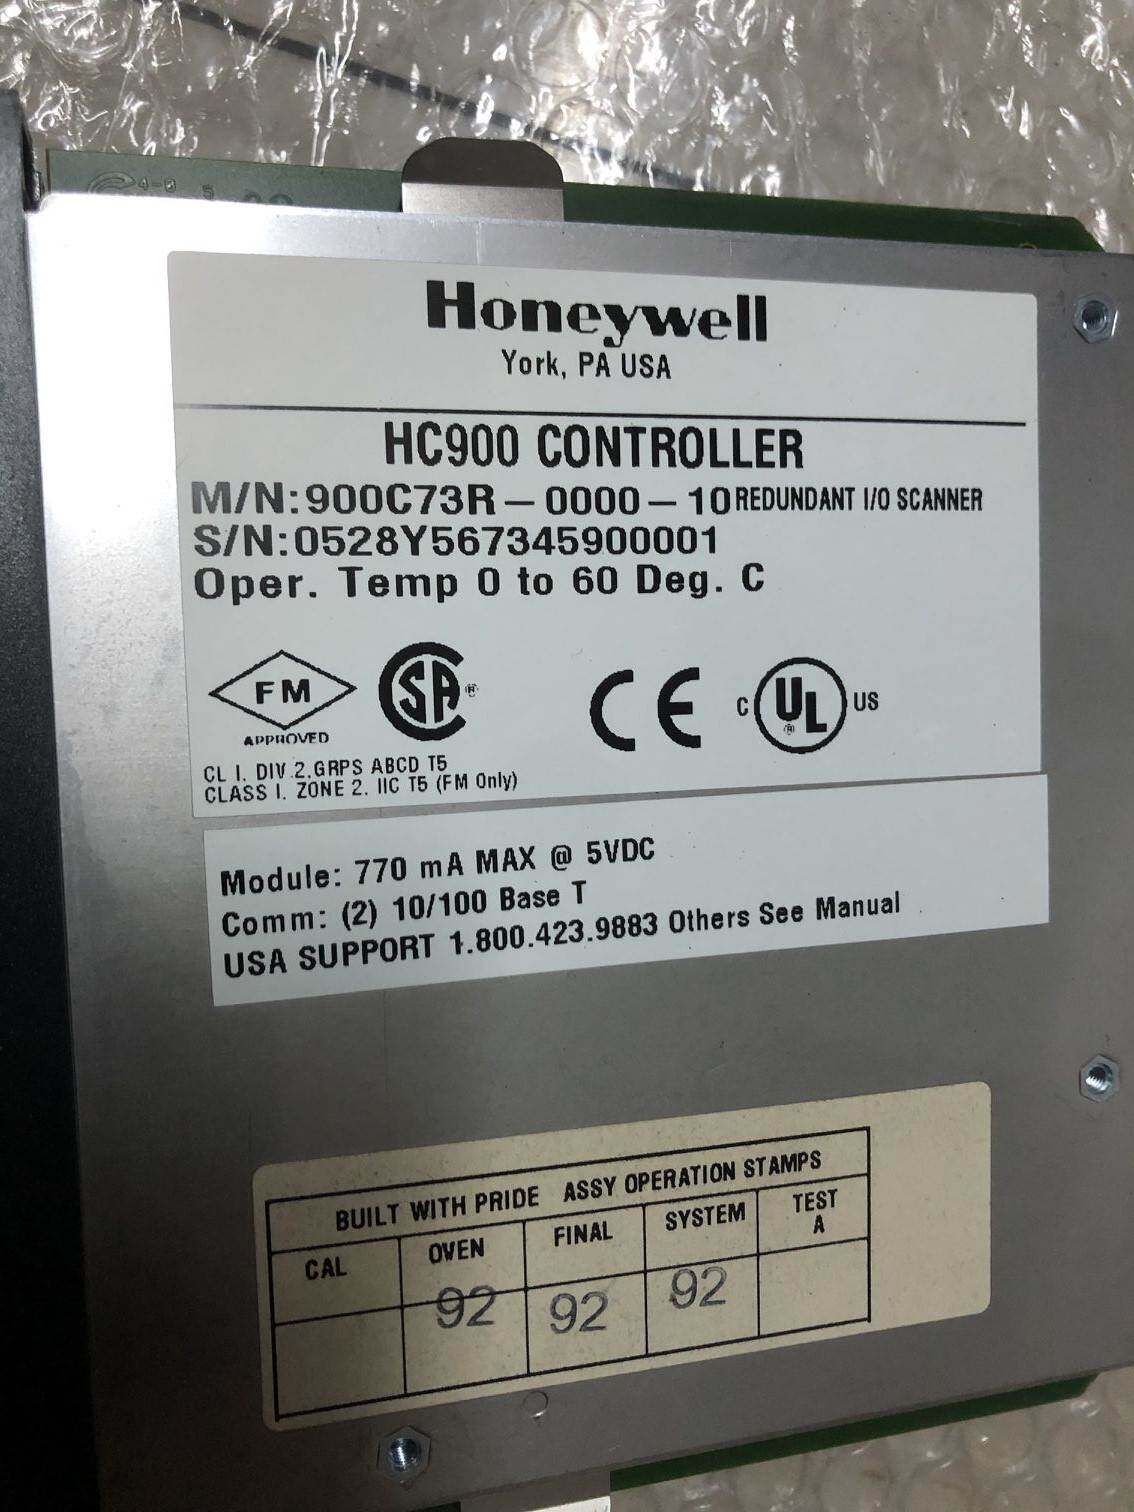 Honeywell
York, PA USA
HC900 CONTROLLER
M/N:900C73R-0000-10 REDUNDANT I/O SCANNER
S/N:0528Y567345900001
Oper. Temp 0 to 60 Deg. C
FM
APPROVED
SA ®
CE
C UL ® US
CL I. DIV.2.GRPS ABCD T5
CLASS I. ZONE 2. IIC T5 (FM Only)
Module: 770 mA MAX @ 5VDC
Comm: (2) 10/100 Base T
USA SUPPORT 1.800.423.9883 Others See Manual
BUILT WITH PRIDE ASSY OPERATION STAMPS
CAL OVEN FINAL SYSTEM TEST A
92 92 92